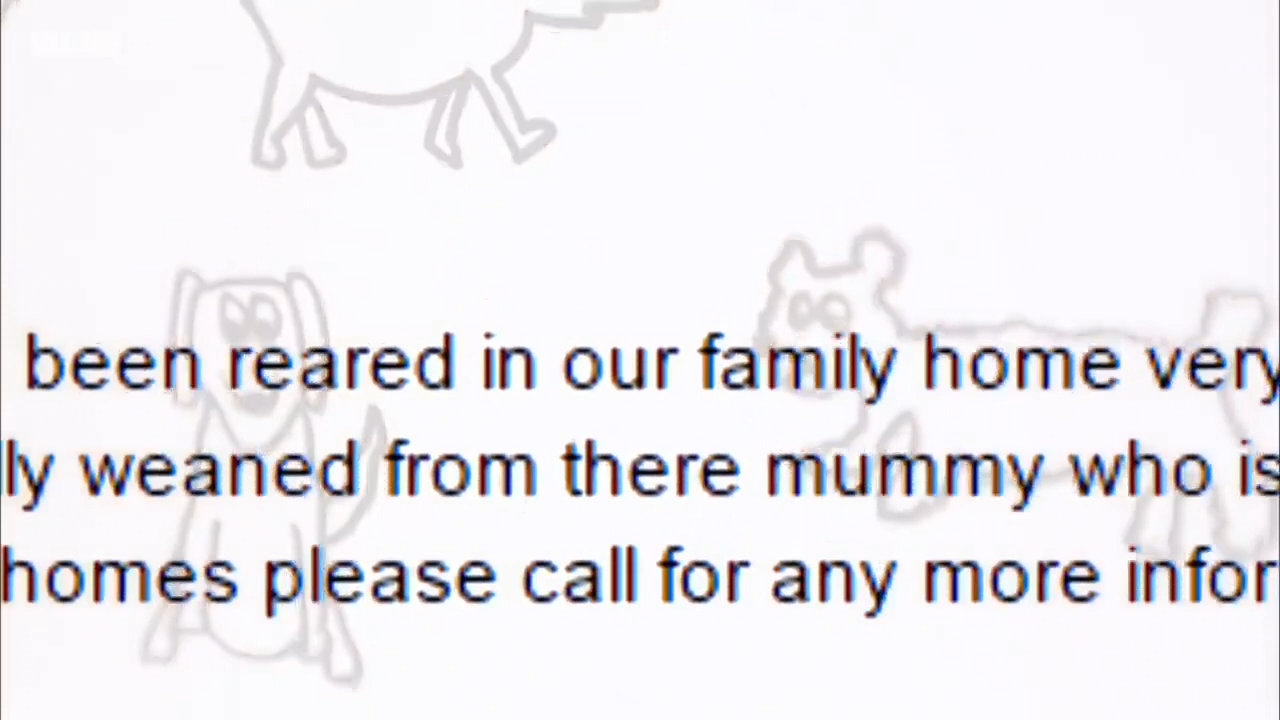 been reared in our family home very
ly weaned from there mummy who is
homes please call for any more infor